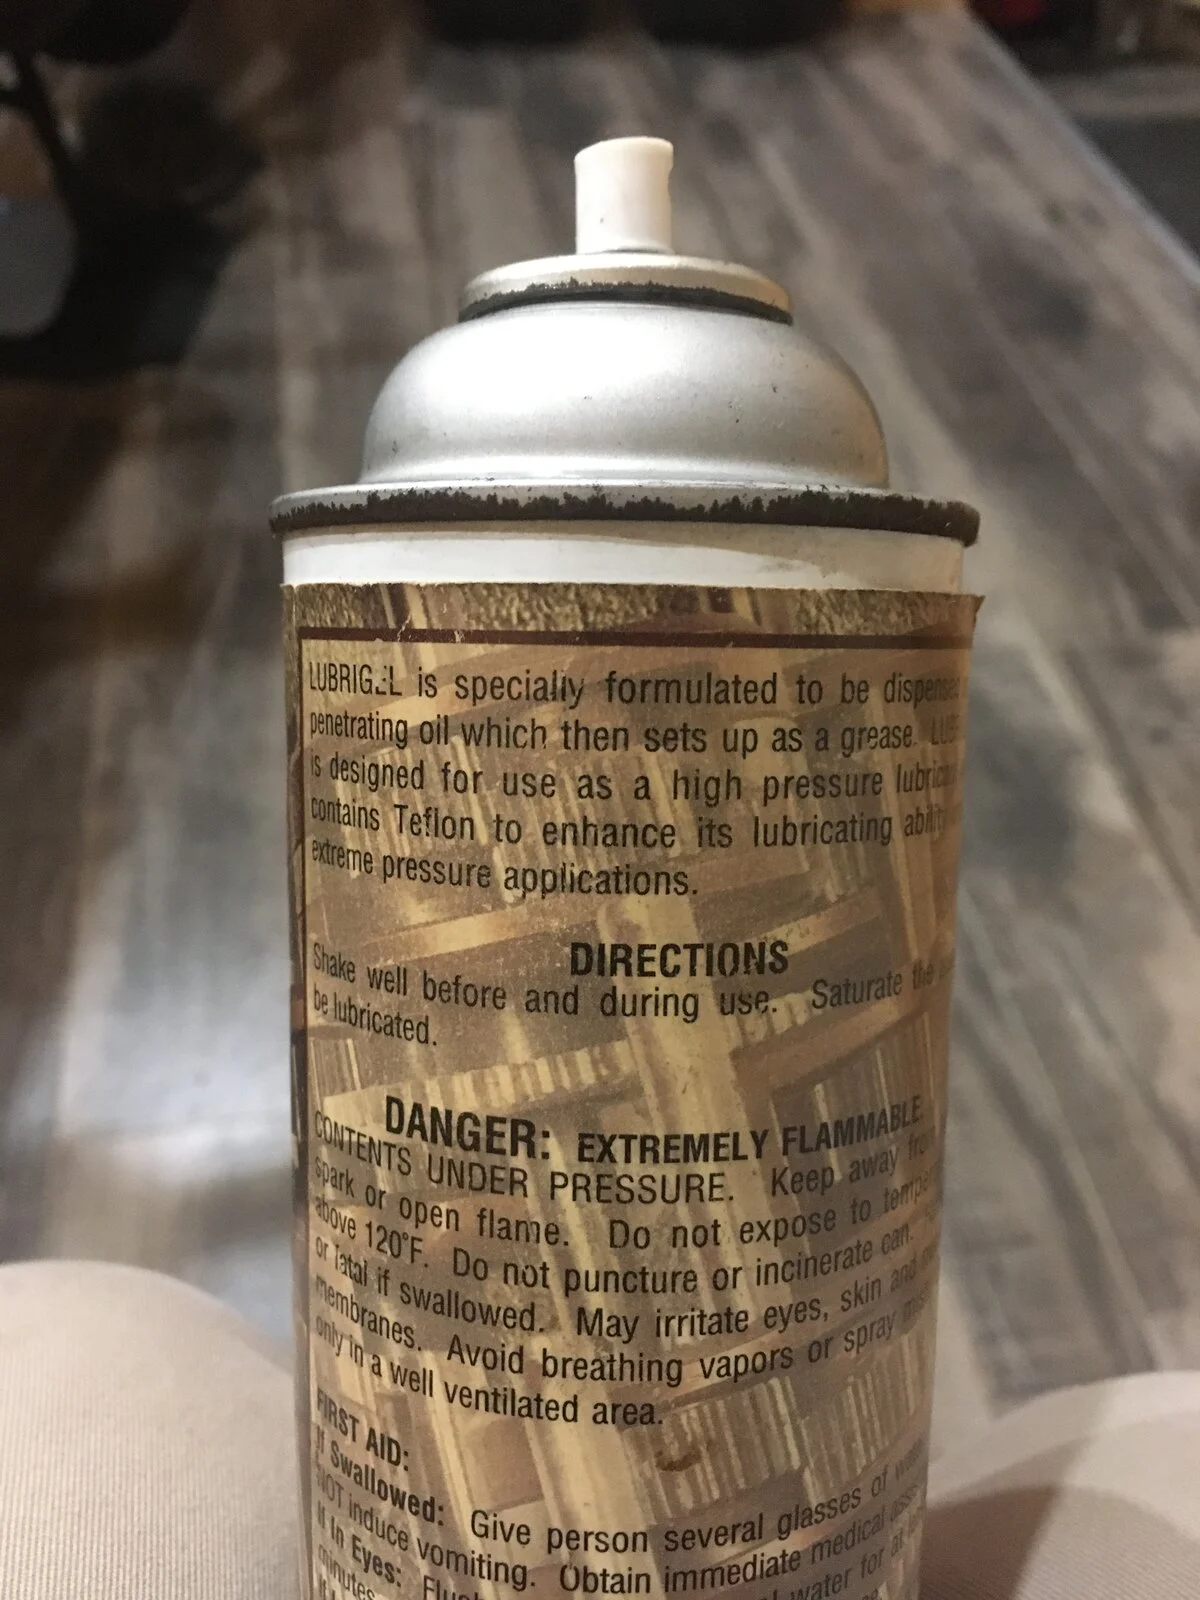 LUBRIGEL is specially formulated to be dispensed
penetrating oil which then sets up as a grease.
is designed for use as a high pressure
contains Teflon to enhance its lubricating ability
extreme pressure applications.
DIRECTIONS
Shake well before and during use. Saturate the
be lubricated.
DANGER: EXTREMELY FLAMMABLE
CONTENTS UNDER PRESSURE. Keep away from
spark or open flame. Do not expose to
above 120°F. Do not puncture or incinerate can.
or fatal if swallowed. May irritate eyes, skin and
membranes. Avoid breathing vapors or spray
only in a well ventilated area.
FIRST AID:
If Swallowed: Give person several glasses of
NOT induce vomiting. Obtain immediate medical
If In Eyes: water for at
minutes